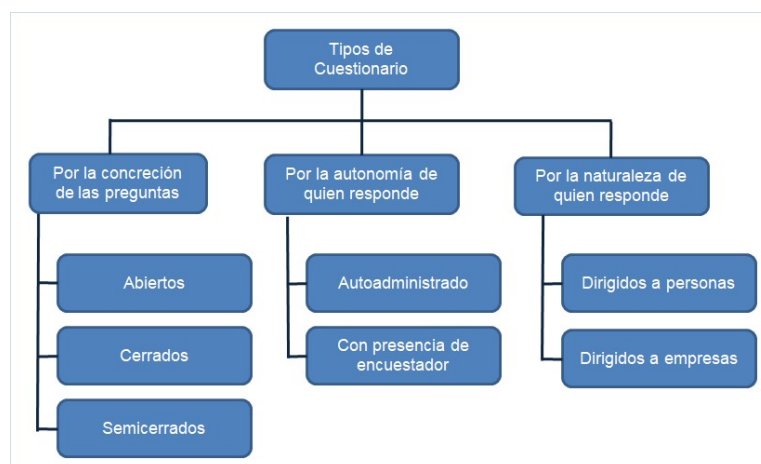 Tipos de
Cuestionario
Por la concreción
de las preguntas
Por la autonomía de
quien responde
Por la naturaleza de
quien responde
Abiertos
Autoadministrado
Dirigidos a personas
Cerrados
Con presencia de
encuestador
Dirigidos a empresas
Semicerrados